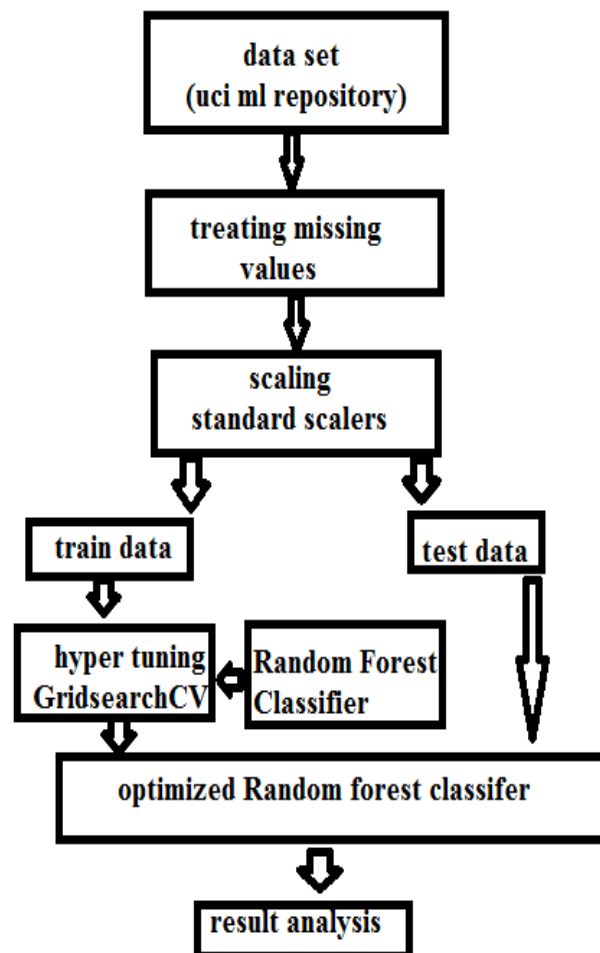 data set
(uci ml repository)
treating missing
values
scaling
standard scalers
train data
test data
hyper tuning
GridsearchCV
Random Forest
Classifier
optimized Random forest classifer
result analysis